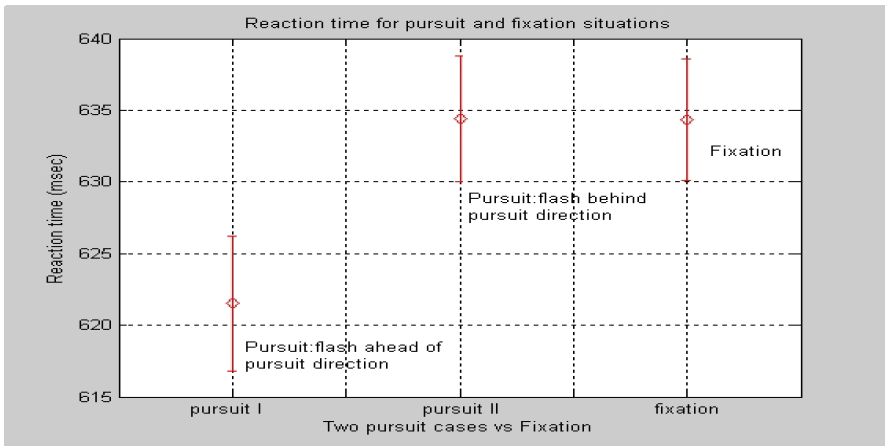 Reaction time for pursuit and fixation situations
640
635
630
625
620
615
Reaction time (msec)
Fixation
Pursuit:flash behind
pursuit direction
Pursuit:flash ahead of
pursuit direction
pursuit I
pursuit II
fixation
Two pursuit cases vs Fixation